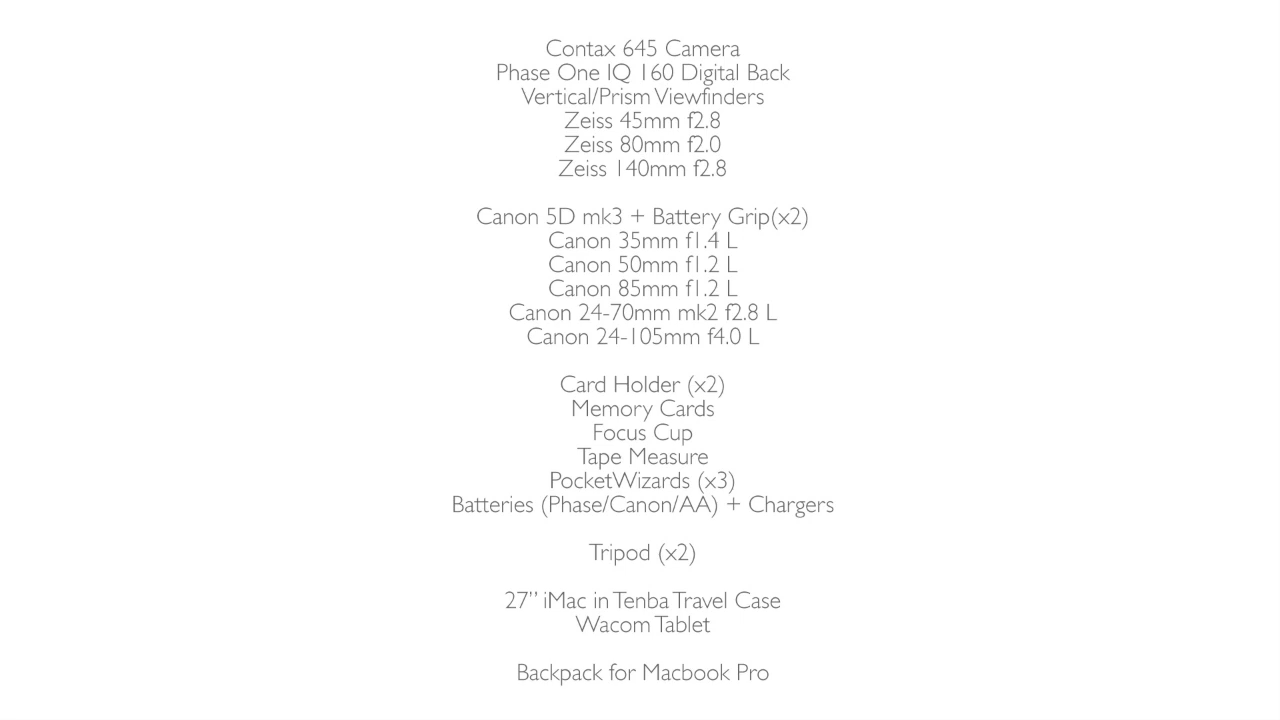 Contax 645 Camera
Phase One IQ 160 Digital Back
Vertical/Prism Viewfinders
Zeiss 45mm f2.8
Zeiss 80mm f2.0
Zeiss 140mm f2.8
Canon 5D mk3 + Battery Grip(x2)
Canon 35mm f1.4 L
Canon 50mm f1.2 L
Canon 85mm f1.2 L
Canon 24-70mm mk2 f2.8 L
Canon 24-105mm f4.0 L
Card Holder (x2)
Memory Cards
Focus Cup
Tape Measure
PocketWizards (x3)
Batteries (Phase/Canon/AA) + Chargers
Tripod (x2)
27” iMac in Tenba Travel Case
Wacom Tablet
Backpack for Macbook Pro